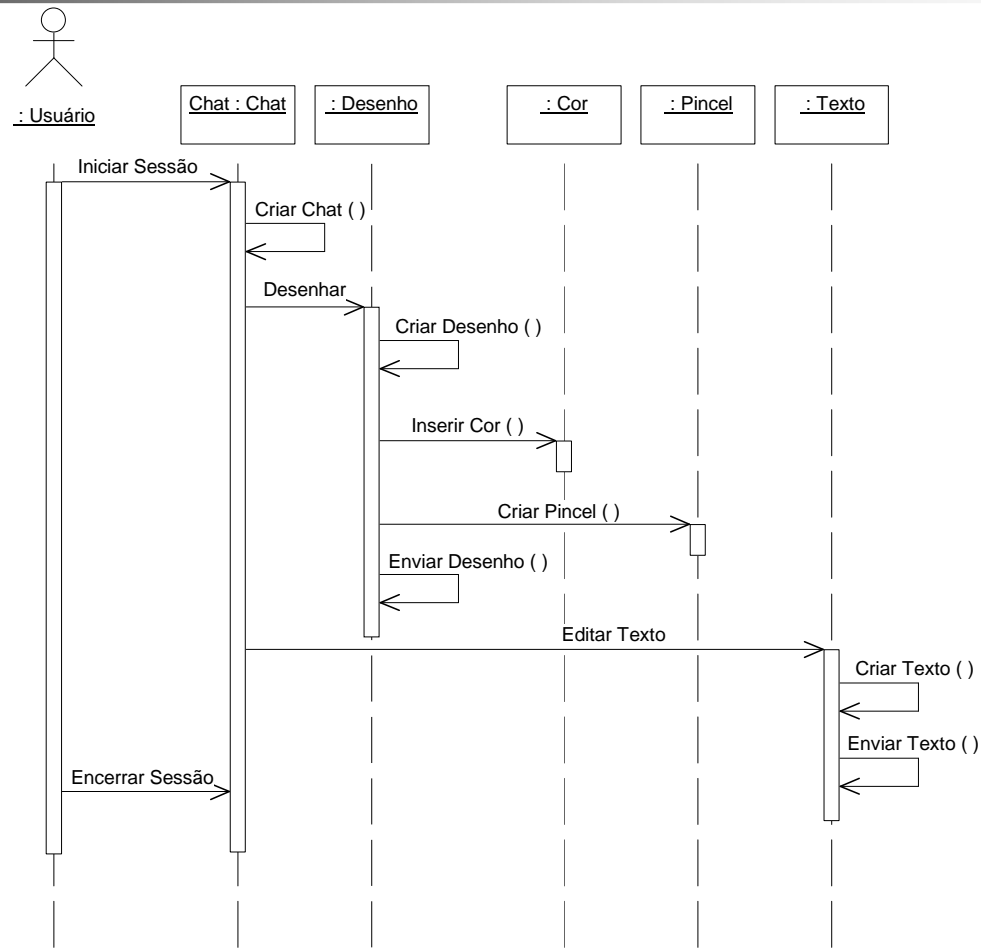 : Usuário
Chat : Chat
: Desenho
: Cor
: Pincel
: Texto
Iniciar Sessão
Criar Chat ( )
Desenhar
Criar Desenho ( )
Inserir Cor ( )
Criar Pincel ( )
Enviar Desenho ( )
Editar Texto
Criar Texto ( )
Enviar Texto ( )
Encerrar Sessão